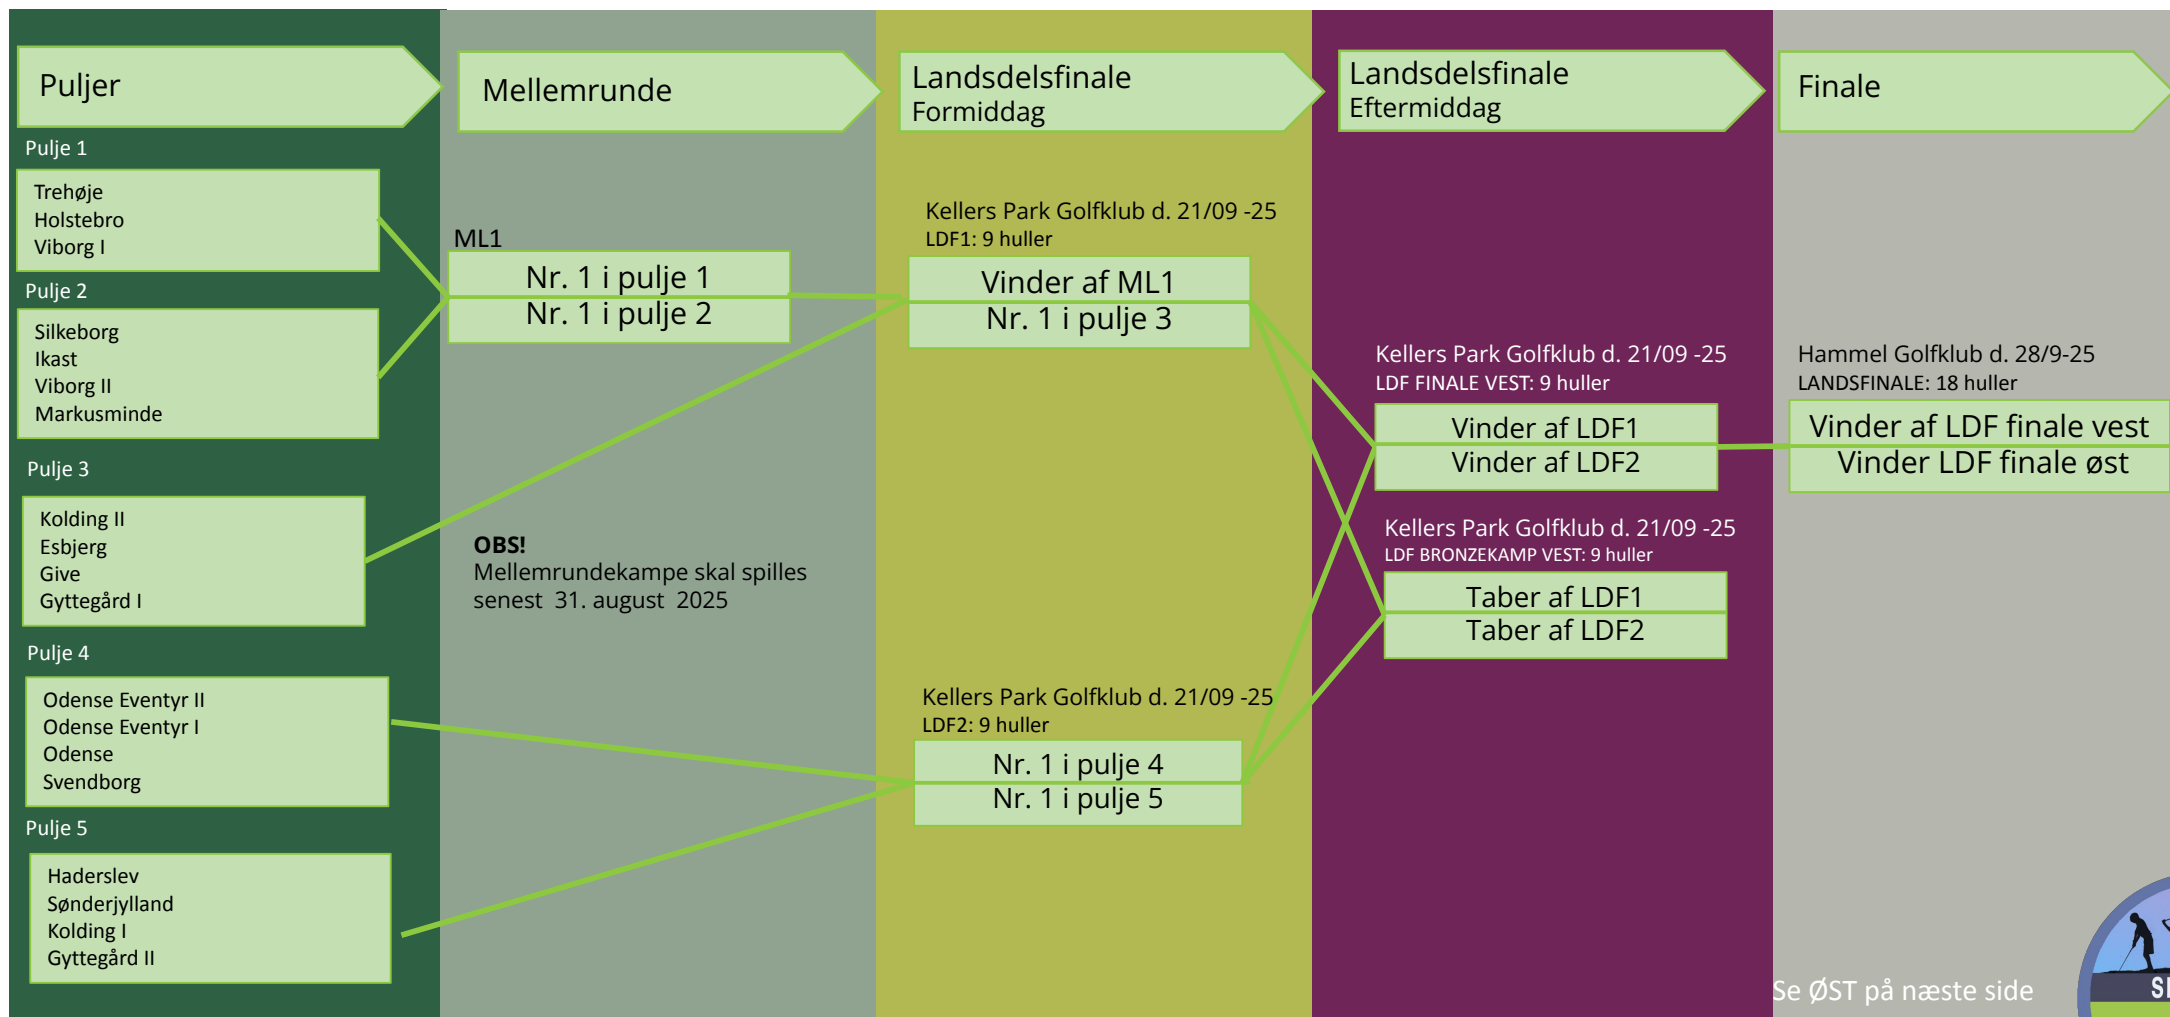 Puljer
Pulje 1
Trehøje
Holstebro
Viborg I
Pulje 2
Silkeborg
Ikast
Viborg II
Markusminde
Pulje 3
Kolding II
Esbjerg
Give
Gyttegård I
Pulje 4
Odense Eventyr II
Odense Eventyr I
Odense
Svendborg
Pulje 5
Haderslev
Sønderjylland
Kolding I
Gyttegård II
Mellemrunde
ML1
Nr. 1 i pulje 1
Nr. 1 i pulje 2
OBS!
Mellemrundekampe skal spilles
senest 31. august 2025
Landsdelsfinale
Formiddag
Kellers Park Golfklub d. 21/09 -25
LDF1: 9 huller
Vinder af ML1
Nr. 1 i pulje 3
Kellers Park Golfklub d. 21/09 -25
LDF2: 9 huller
Nr. 1 i pulje 4
Nr. 1 i pulje 5
Landsdelsfinale
Eftermiddag
Kellers Park Golfklub d. 21/09 -25
LDF FINALE VEST: 9 huller
Vinder af LDF1
Vinder af LDF2
Kellers Park Golfklub d. 21/09 -25
LDF BRONZEKAMP VEST: 9 huller
Taber af LDF1
Taber af LDF2
Finale
Hammel Golfklub d. 28/9-25
LANDSFINALE: 18 huller
Vinder af LDF finale vest
Vinder LDF finale øst
Se ØST på næste side